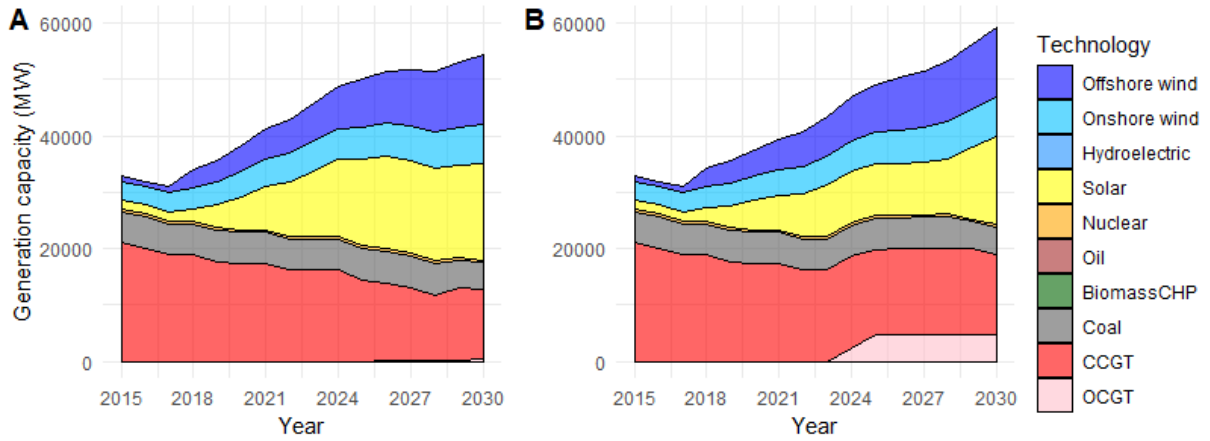 A
B
Generation capacity (MW)
60000
40000
20000
0
2015 2018 2021 2024 2027 2030
Year
60000
40000
20000
0
2015 2018 2021 2024 2027 2030
Year
Technology
Offshore wind
Onshore wind
Hydroelectric
Solar
Nuclear
Oil
BiomassCHP
Coal
CCGT
OCGT